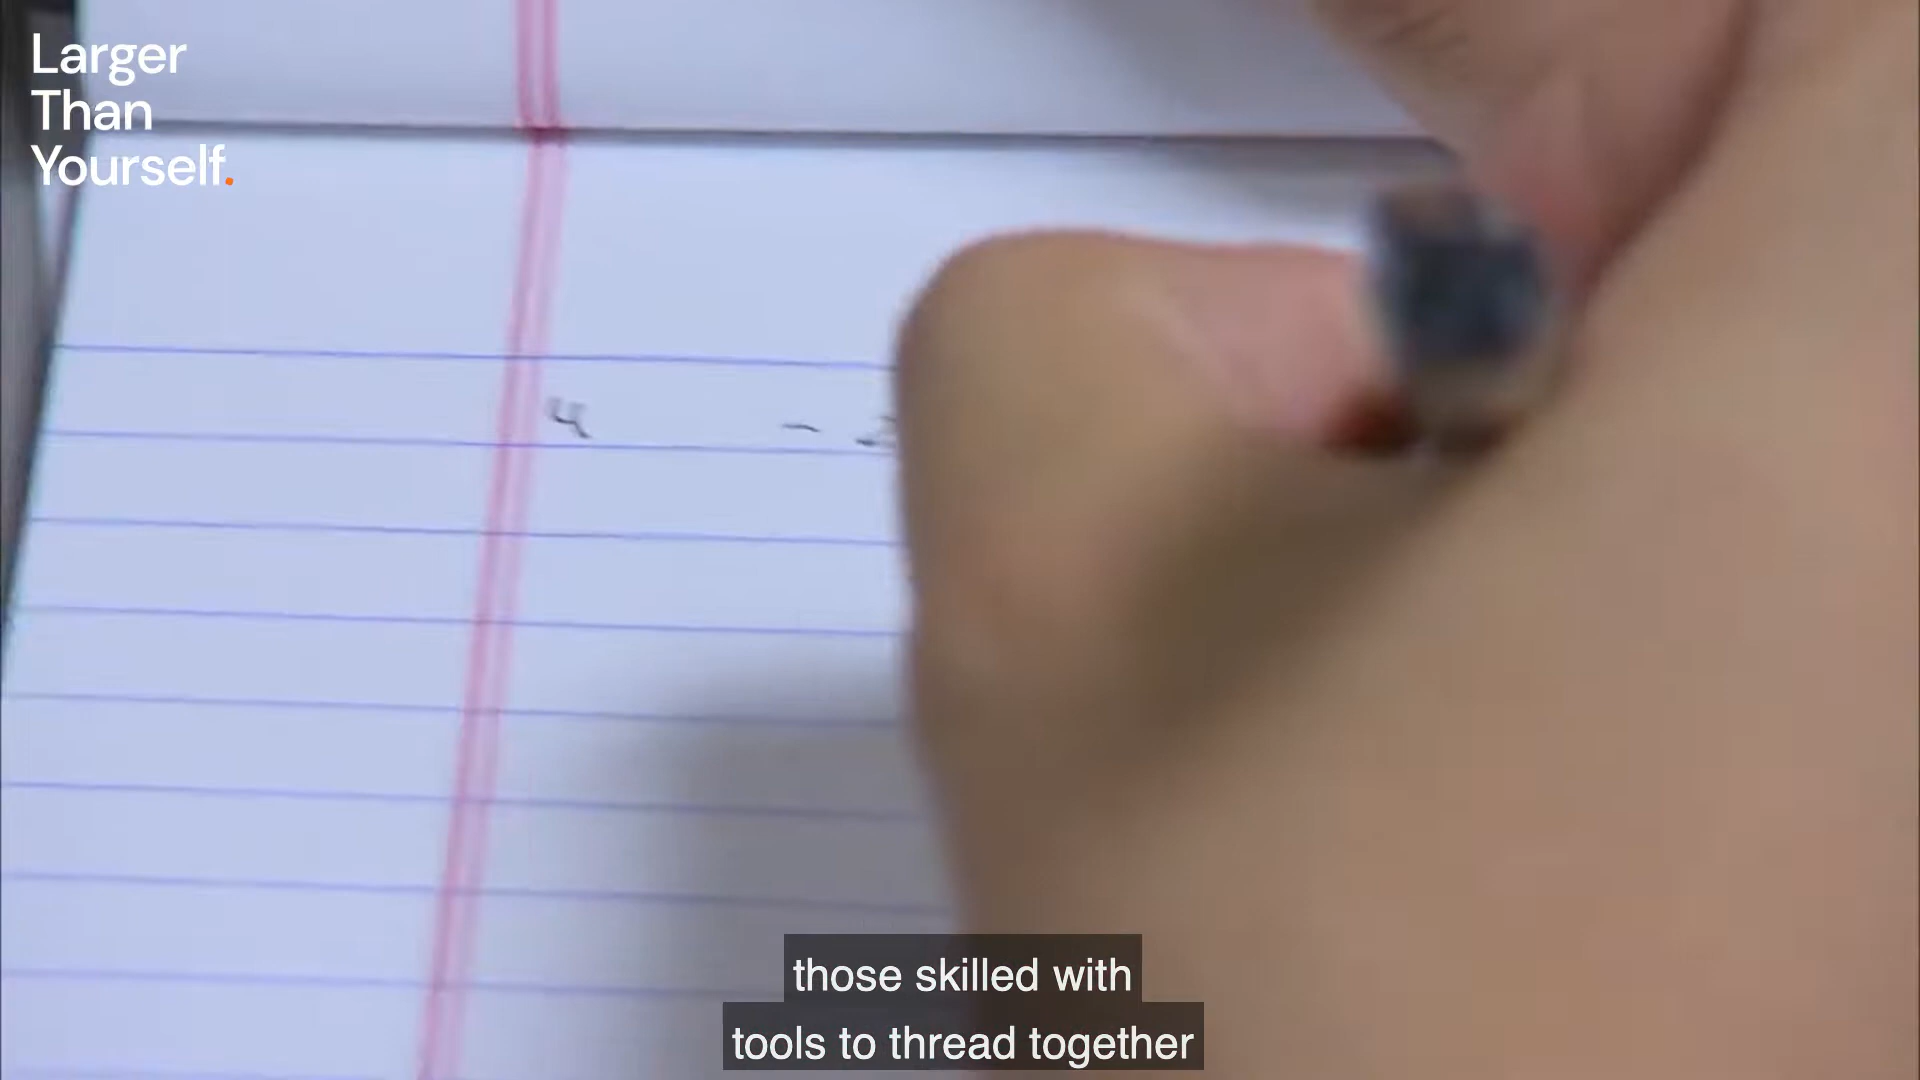 Larger
Than
Yourself.
4 -
those skilled with
tools to thread together